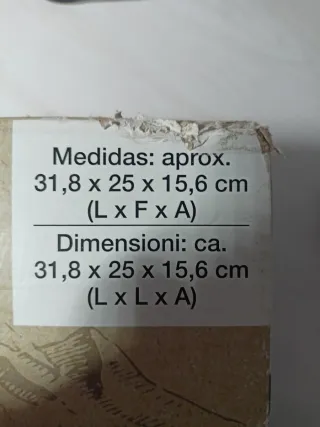 Medidas: aprox.
31,8 x 25 x 15,6 cm
(L x F x A)
Dimensioni: ca.
31,8 x 25 x 15,6 cm
(L x L x A)